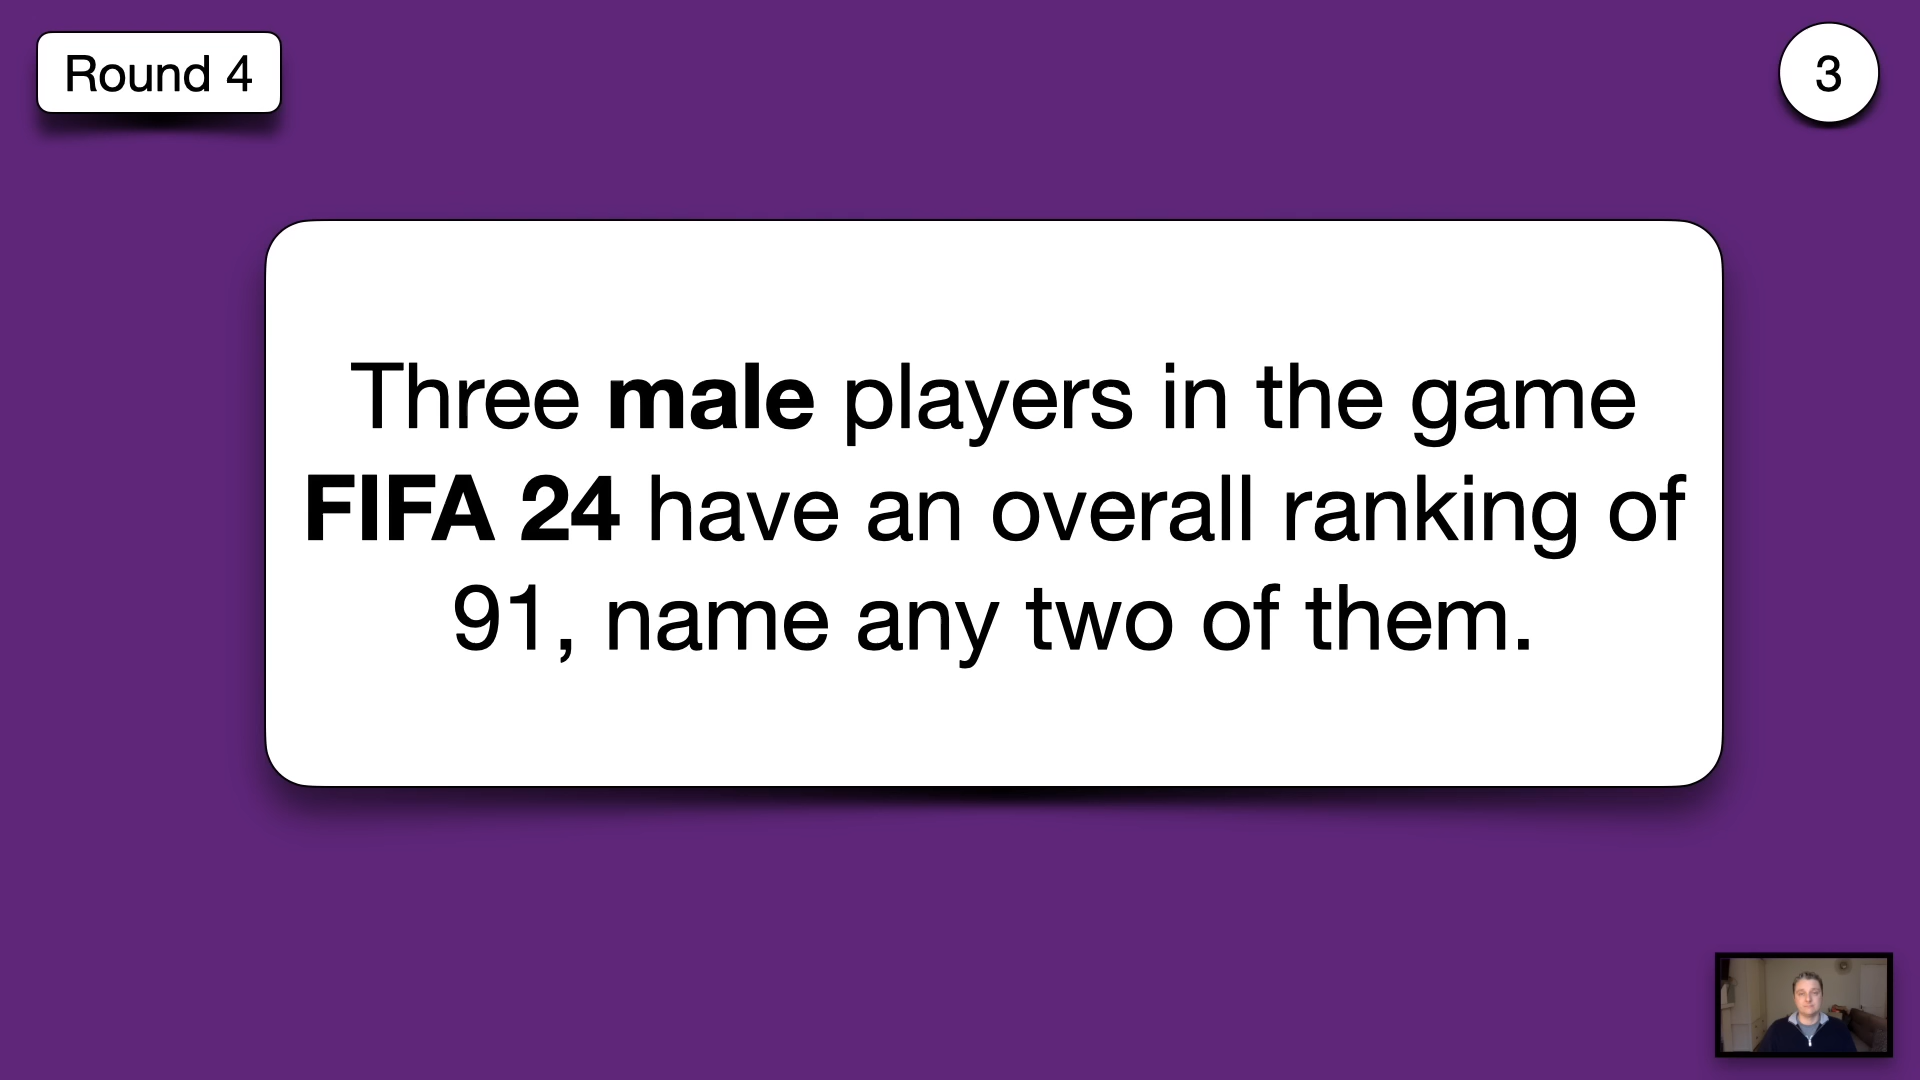 Round 4
3
Three male players in the game
FIFA 24 have an overall ranking of
91, name any two of them.